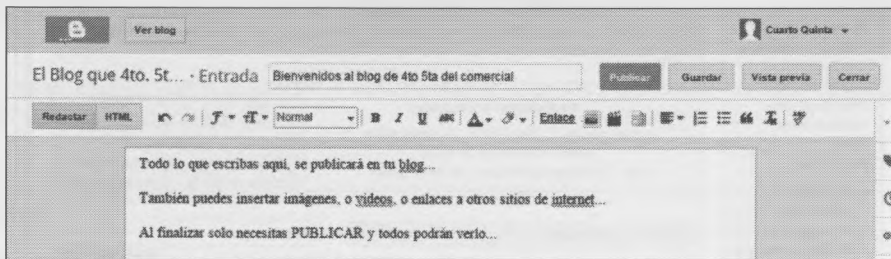 Ver blog
Cuarto Quinta
El Blog que 4to. 5t... · Entrada
Bienvenidos al blog de 4to 5ta del comercial
Publicar Guardar Vista previa Cerrar
Redactar HTML Normal B I U ABC A Enlace
Todo lo que escribas aquí, se publicará en tu blog...
También puedes insertar imágenes, o videos, o enlaces a otros sitios de internet...
Al finalizar solo necesitas PUBLICAR y todos podrán verlo...